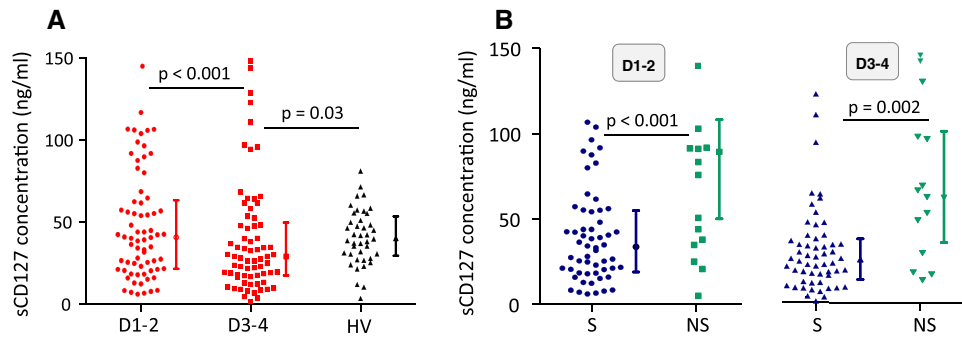 A
sCD127 concentration (ng/ml)
150
100
50
0
p < 0.001
p = 0.03
D1-2
D3-4
HV
B
sCD127 concentration (ng/ml)
150
100
50
0
D1-2
p < 0.001
S
NS
D3-4
p = 0.002
S
NS